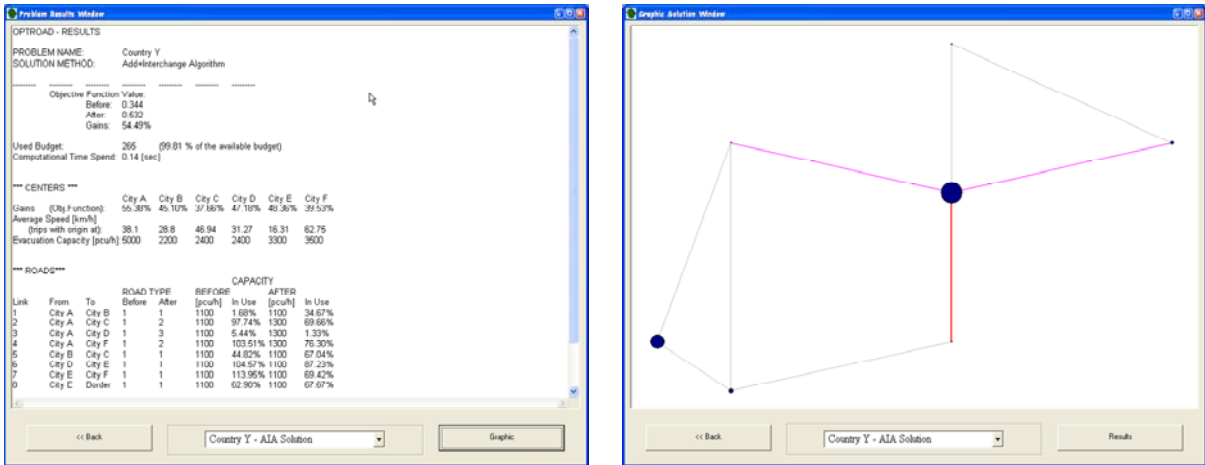 Problem Results Window
OPTROAD - RESULTS
PROBLEM NAME: Country Y
SOLUTION METHOD: Add+Interchange Algorithm
--------- -------- --------- -------- --------- -------- ---------
Objective Function Value:
Before: 0.344
After: 0.532
Gains: 54.49%
Used Budget: 265 (99.81 % of the available budget)
Computational Time Spend: 0.14 [sec]
*** CENTERS ***
City A City B City C City D City E City F
Gains (Obj.Function): 55.38% 45.10% 37.66% 47.18% 48.36% 39.53%
Average Speed [km/h]
(trips with origin at): 38.1 28.8 46.94 31.27 16.31 62.75
Evacuation Capacity [pcu/h] 5000 2200 2400 2400 3300 3500
*** ROADS***
CAPACITY
ROAD TYPE BEFORE AFTER
Link From To Before After [pcu/h] In Use [pcu/h] In Use
1 City A City B 1 1 1100 1.68% 1100 34.67%
2 City A City C 1 2 1100 97.74% 1300 69.66%
3 City A City D 1 3 1100 5.44% 1300 1.33%
4 City A City F 1 2 1100 103.51% 1300 76.30%
5 City B City C 1 1 1100 44.82% 1100 67.04%
6 City D City E 1 1 1100 104.57% 1100 87.23%
7 City E City F 1 1 1100 113.95% 1100 69.42%
City Border 1 1 1100 62.90% 1100 67.67%
<< Back
Country Y - AIA Solution
Graphic
Graphic Solution Window
<< Back
Country Y - AIA Solution
Results